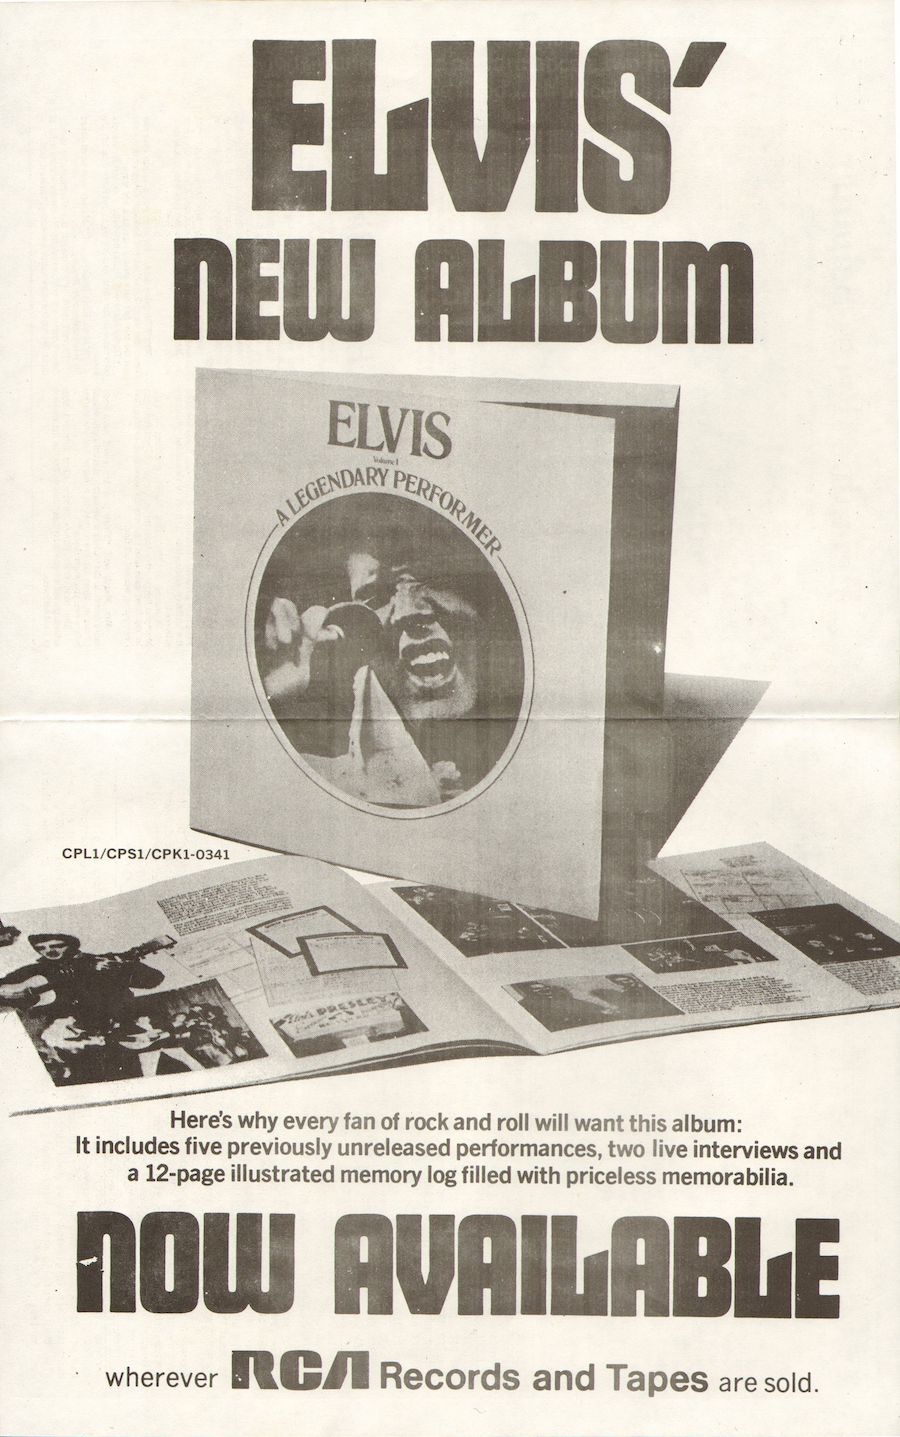 ELVIS'
NEW ALBUM
ELVIS
Volume 1
A LEGENDARY PERFORMER
CPL1/CPS1/CPK1-0341
PRESLEY
Here's why every fan of rock and roll will want this album:
It includes five previously unreleased performances, two live interviews and
a 12-page illustrated memory log filled with priceless memorabilia.
NOW AVAILABLE
wherever RCA Records and Tapes are sold.